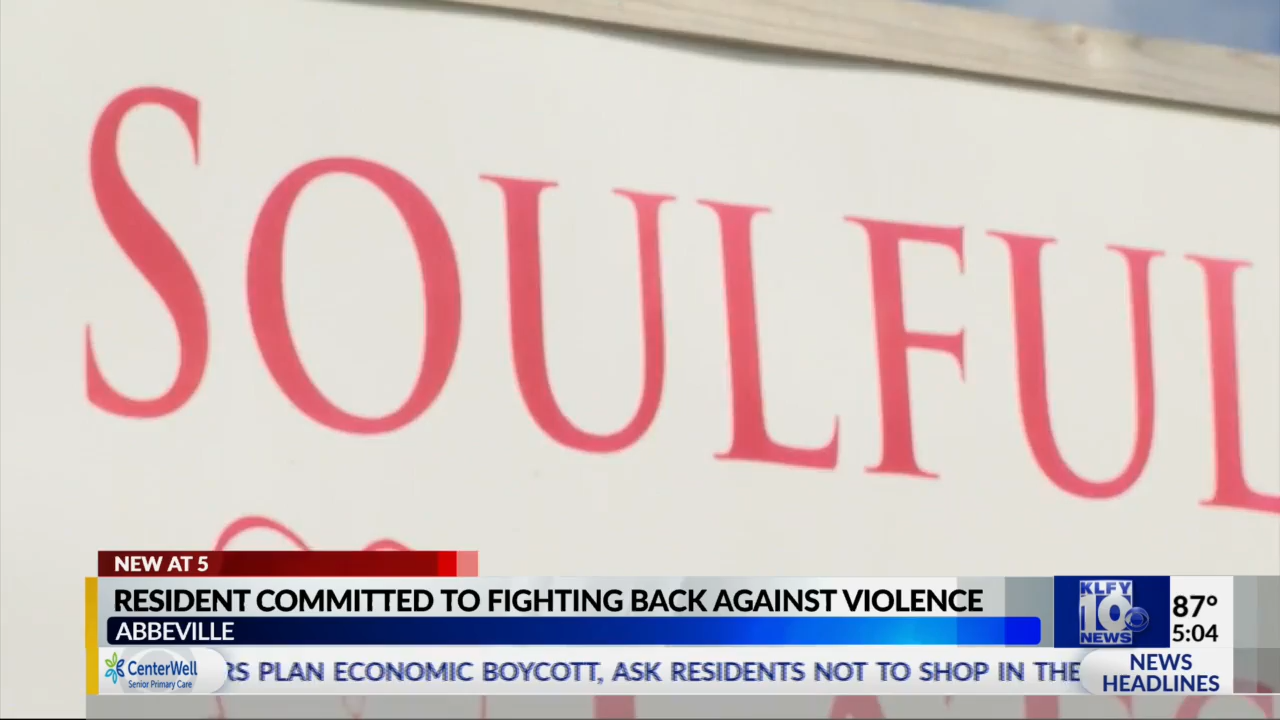 SOULFUL
NEW AT 5
RESIDENT COMMITTED TO FIGHTING BACK AGAINST VIOLENCE
ABBEVILLE
KLFY
10
NEWS
87°
5:04
CenterWell
Senior Primary Care
RS PLAN ECONOMIC BOYCOTT, ASK RESIDENTS NOT TO SHOP IN THE
NEWS
HEADLINES